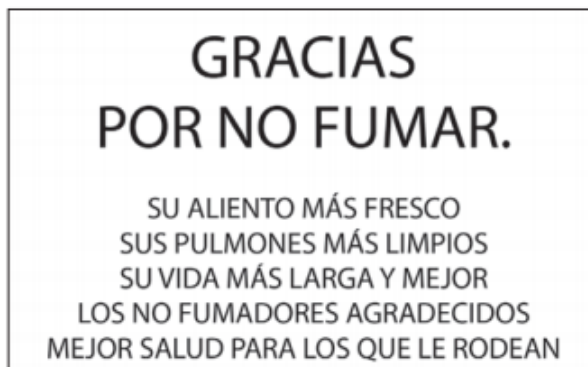 GRACIAS
POR NO FUMAR.
SU ALIENTO MÁS FRESCO
SUS PULMONES MÁS LIMPIOS
SU VIDA MÁS LARGA Y MEJOR
LOS NO FUMADORES AGRADECIDOS
MEJOR SALUD PARA LOS QUE LE RODEAN